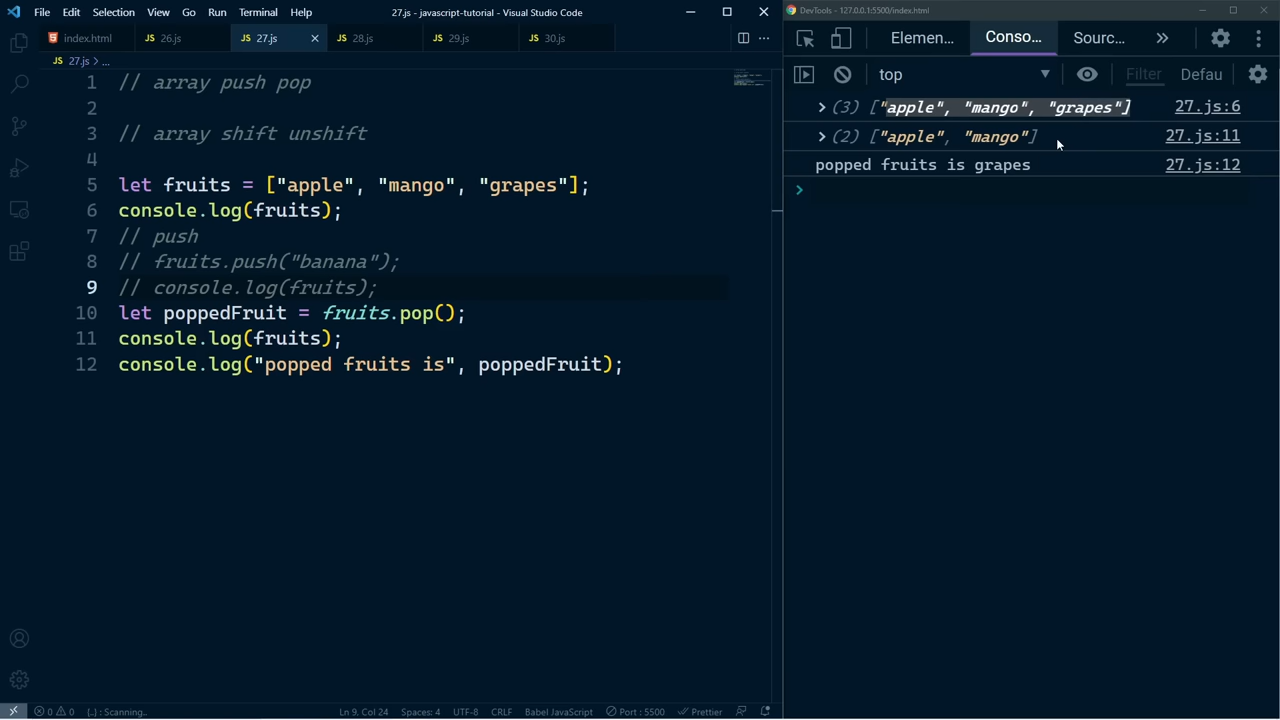 File Edit Selection View Go Run Terminal Help
27.js - javascript-tutorial - Visual Studio Code
index.html
JS 26.js
JS 27.js
JS 28.js
JS 29.js
JS 30.js
JS 27.js > ...
1 // array push pop
2
3 // array shift unshift
4
5 let fruits = ["apple", "mango", "grapes"];
6 console.log(fruits);
7 // push
8 // fruits.push("banana");
9 // console.log(fruits);
10 let poppedFruit = fruits.pop();
11 console.log(fruits);
12 console.log("popped fruits is", poppedFruit);
0 0 {..} : Scanning..
Ln 9, Col 24 Spaces: 4 UTF-8 CRLF Babel JavaScript Port : 5500 Prettier
DevTools - 127.0.0.1:5500/index.html
Elemen... Conso... Sourc...
top Filter Defau
(3) ["apple", "mango", "grapes"] 27.js:6
(2) ["apple", "mango"] 27.js:11
popped fruits is grapes 27.js:12